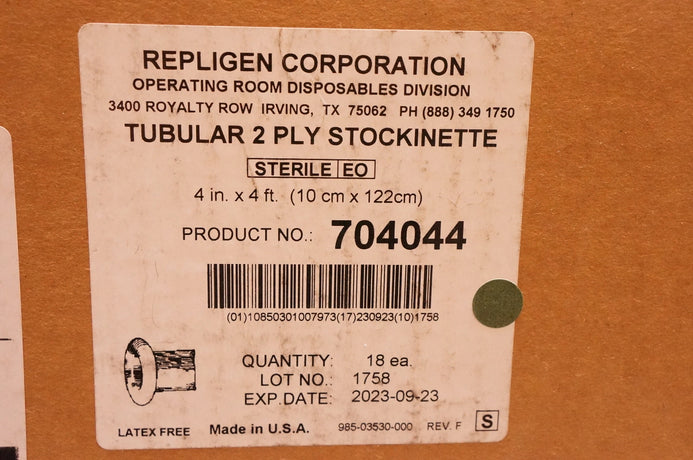 REPLIGEN CORPORATION
OPERATING ROOM DISPOSABLES DIVISION
3400 ROYALTY ROW IRVING, TX 75062 PH (888) 349 1750
TUBULAR 2 PLY STOCKINETTE
STERILE EO
4 in. x 4 ft. (10 cm x 122cm)
PRODUCT NO.: 704044
(01)10850301007973(17)230923(10)1758
QUANTITY: 18 ea.
LOT NO.: 1758
EXP.DATE: 2023-09-23
LATEX FREE Made in U.S.A. 985-03530-000 REV. F S